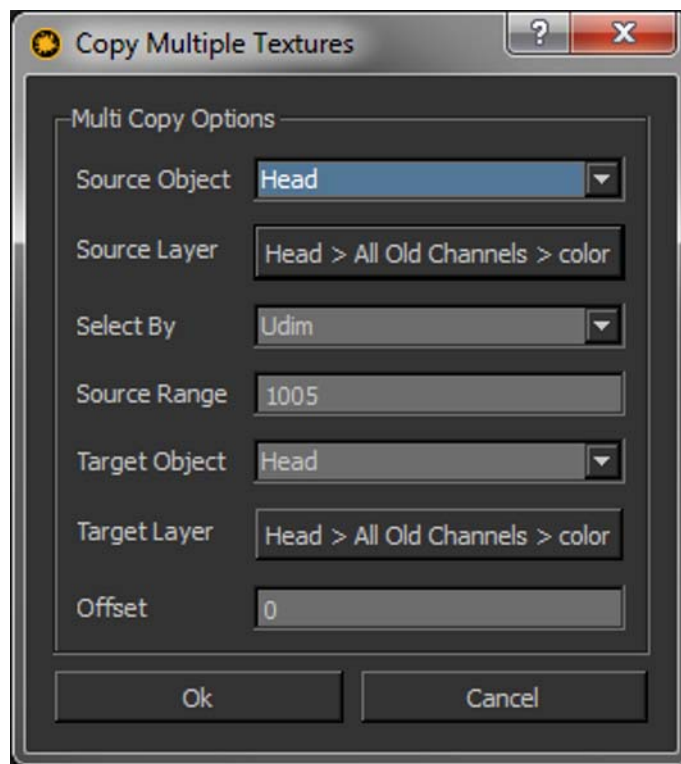 Copy Multiple Textures
?
X
Multi Copy Options
Source Object Head
Source Layer Head > All Old Channels > color
Select By Udim
Source Range 1005
Target Object Head
Target Layer Head > All Old Channels > color
Offset 0
Ok Cancel